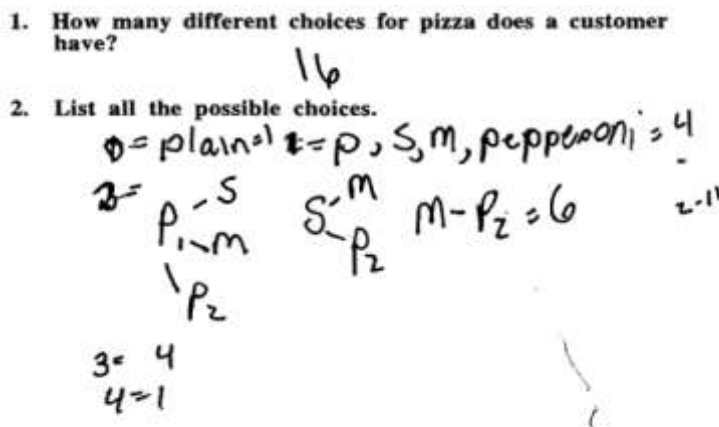 1. How many different choices for pizza does a customer
have?
16
2. List all the possible choices.
0 = plain = 1 1 = P, S, M, pepperoni = 4
2 =
P₁ - S S - M M - P₂ = 6
- M - P₂
- P₂
3 = 4
4 = 1